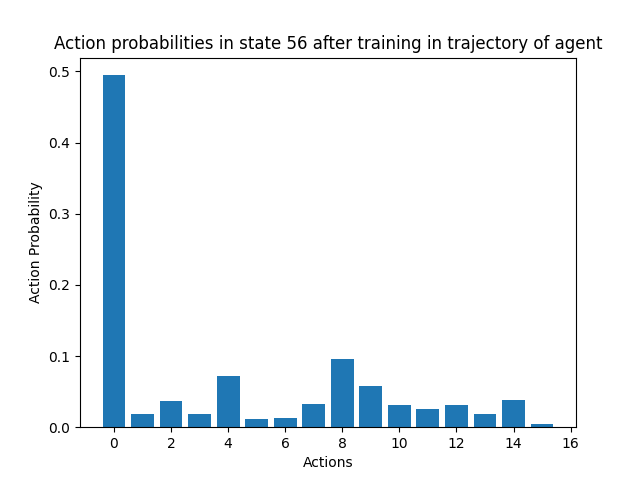 Action probabilities in state 56 after training in trajectory of agent
0.5
0.4
0.3
0.2
0.1
0.0
Action Probability
0 2 4 6 8 10 12 14 16
Actions